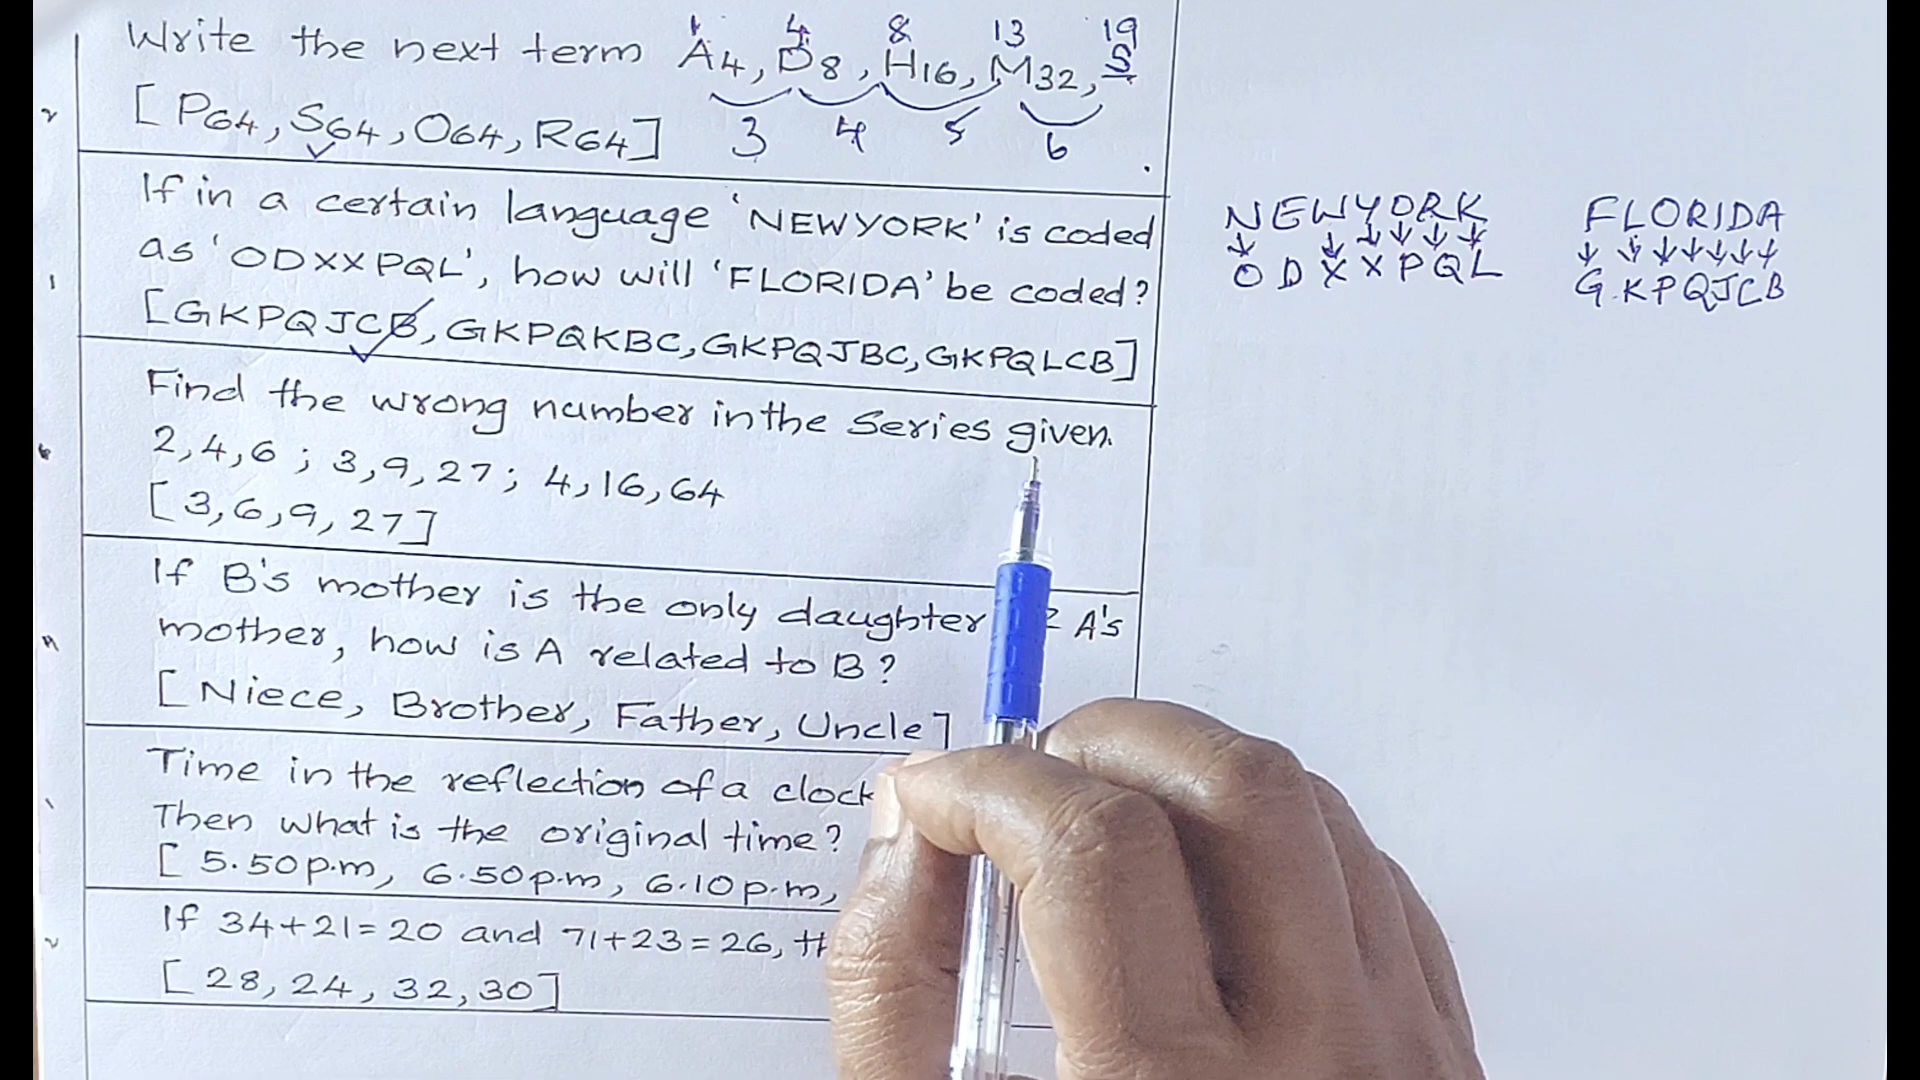 1 4 8 13 19
Write the next term A4, D8, H16, M32, S
[P64, S64, O64, R64] 3 4 5 6
If in a certain language 'NEWYORK' is coded
as 'ODXXPQL', how will 'FLORIDA' be coded?
[GKPQJCB, GKPQKBC, GKPQJBC, GKPQLCB]
NEWYORK FLORIDA
ODXXPQL GKPQJCB
Find the wrong number in the Series given.
2, 4, 6 ; 3, 9, 27 ; 4, 16, 64
[3, 6, 9, 27]
If B's mother is the only daughter A's
mother, how is A related to B?
[Niece, Brother, Father, Uncle]
Time in the reflection of a clock
Then what is the original time?
[5.50 p.m, 6.50 p.m, 6.10 p.m,
If 34+21=20 and 71+23=26,
[28, 24, 32, 30]